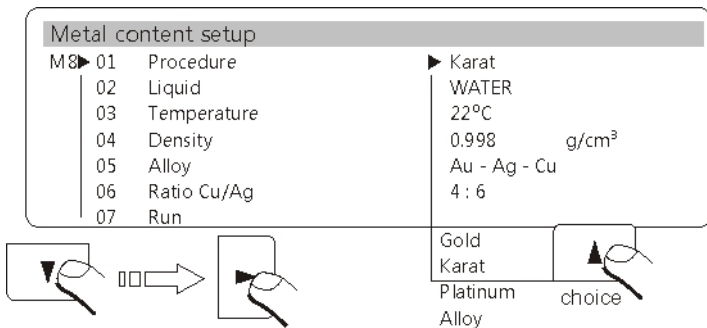 Metal content setup
M8▶ 01 Procedure ▶ Karat
02 Liquid WATER
03 Temperature 22°C
04 Density 0.998 g/cm³
05 Alloy Au - Ag - Cu
06 Ratio Cu/Ag 4 : 6
07 Run
Gold
Karat
Platinum choice
Alloy